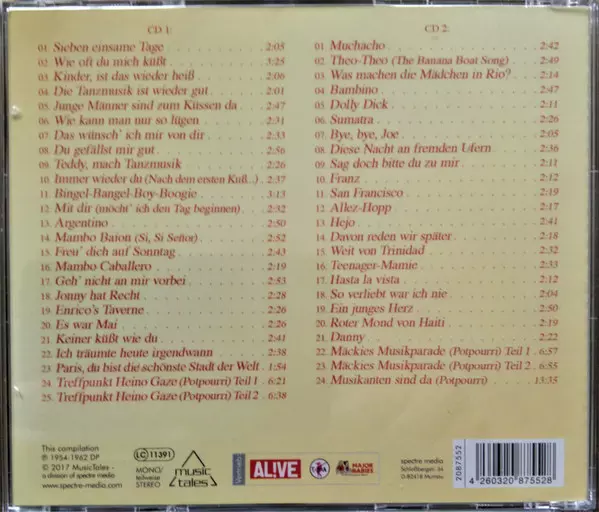 CD 1:
01 Sieben einsame Tage 2:05
02 Wie oft du mich küßt 3:25
03 Kinder, ist das wieder heiß 2:06
04 Die Tanzmusik ist wieder gut 2:01
05 Junge Männer sind zum Küssen da 2:47
06 Wie kann man nur so lügen 2:31
07 Das wünsch' ich mir von dir 2:33
08 Du gefällst mir gut 2:56
09 Teddy, mach Tanzmusik 2:26
10 Immer wieder du (Nach dem ersten Kuß...) 2:37
11 Bingel-Bangel-Boy-Boogie 3:13
12 Mit dir (möcht' ich den Tag beginnen) 2:32
13 Argentino 2:50
14 Mambo Baion (Si, Si Señor) 2:52
15 Freu' dich auf Sonntag 2:43
16 Mambo Caballero 2:19
17 Geh' nicht an mir vorbei 2:53
18 Jonny hat Recht 2:28
19 Enrico's Taverne 2:26
20 Es war Mai 2:26
21 Keiner küßt wie du 2:41
22 Ich träumte heute irgendwann 2:38
23 Paris, du bist die schönste Stadt der Welt 1:54
24 Treffpunkt Heino Gaze (Potpourri) Teil 1 6:21
25 Treffpunkt Heino Gaze (Potpourri) Teil 2 6:38
CD 2:
01 Muchacho 2:42
02 Theo-Theo (The Banana Boat Song) 2:49
03 Was machen die Mädchen in Rio? 2:14
04 Bambino 2:47
05 Dolly Dick 2:11
06 Sumatra 2:26
07 Bye, bye, Joe 2:05
08 Diese Nacht an fremden Ufern 2:36
09 Sag doch bitte du zu mir 2:11
10 Franz 2:12
11 San Francisco 2:19
12 Allez-Hopp 2:17
13 Hejo 2:41
14 Davon reden wir später 2:18
15 Weit von Trinidad 2:32
16 Teenager-Mamie 2:33
17 Hasta la vista 2:12
18 So verliebt war ich nie 2:04
19 Ein junges Herz 2:50
20 Roter Mond von Haiti 2:19
21 Danny 2:22
22 Mäckies Musikparade (Potpourri) Teil 1 6:57
23 Mäckies Musikparade (Potpourri) Teil 2 6:55
24 Musikanten sind da (Potpourri) 13:35
This compilation
℗ 1954-1962 DP
© 2017 MusicTales -
a division of spectre media
www.spectre-media.com
LC 11391
MONO/
teilweise
STEREO
music
tales
Vertrieb:
AL!VE
MAJOR
BABIES
spectre media
Schloßbergstr. 34
D-82418 Murnau
2087552
4 260320 875528